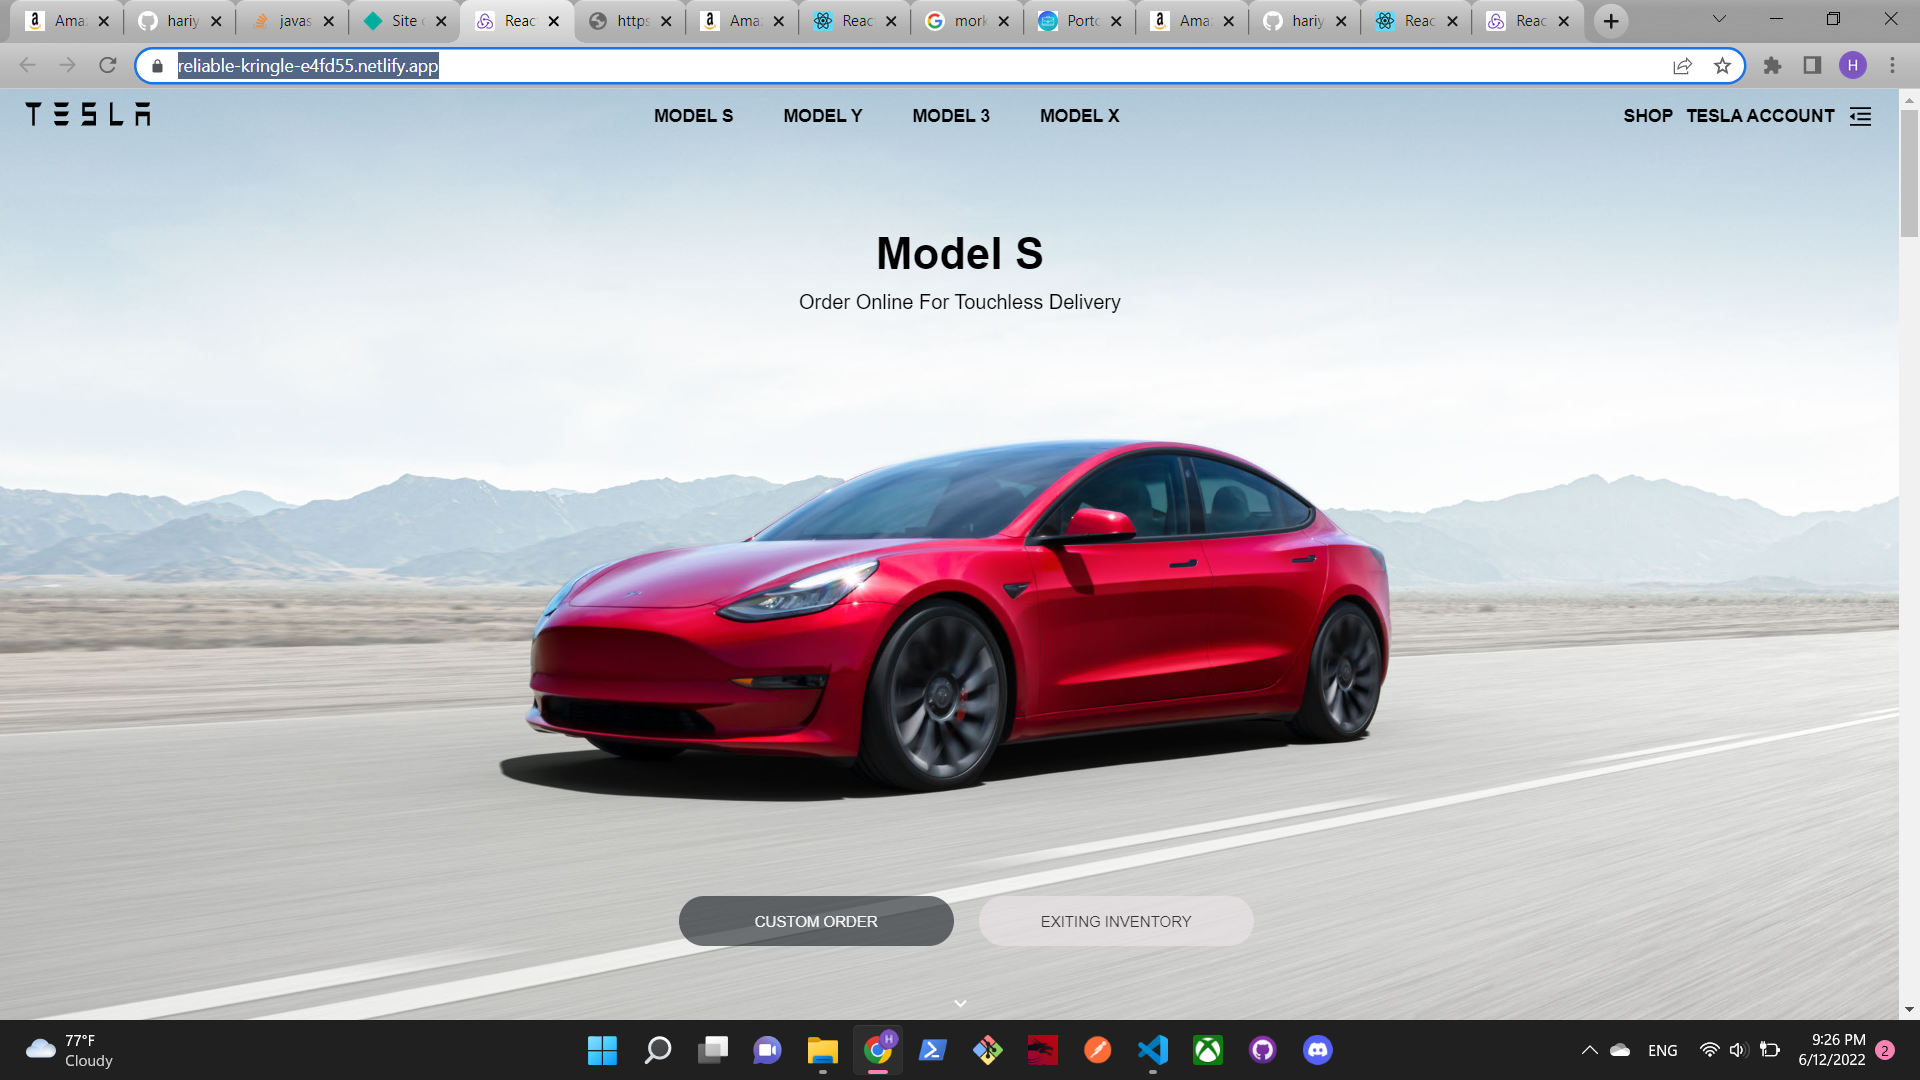 Ama
hariy
javas
Site
Reac
https
Ama
Reac
mork
Porto
Ama
hariy
Reac
Reac
reliable-kringle-e4fd55.netlify.app
H
TESLA
MODEL S
MODEL Y
MODEL 3
MODEL X
SHOP
TESLA ACCOUNT
Model S
Order Online For Touchless Delivery
CUSTOM ORDER
EXITING INVENTORY
77°F
Cloudy
H
ENG
9:26 PM
6/12/2022
2